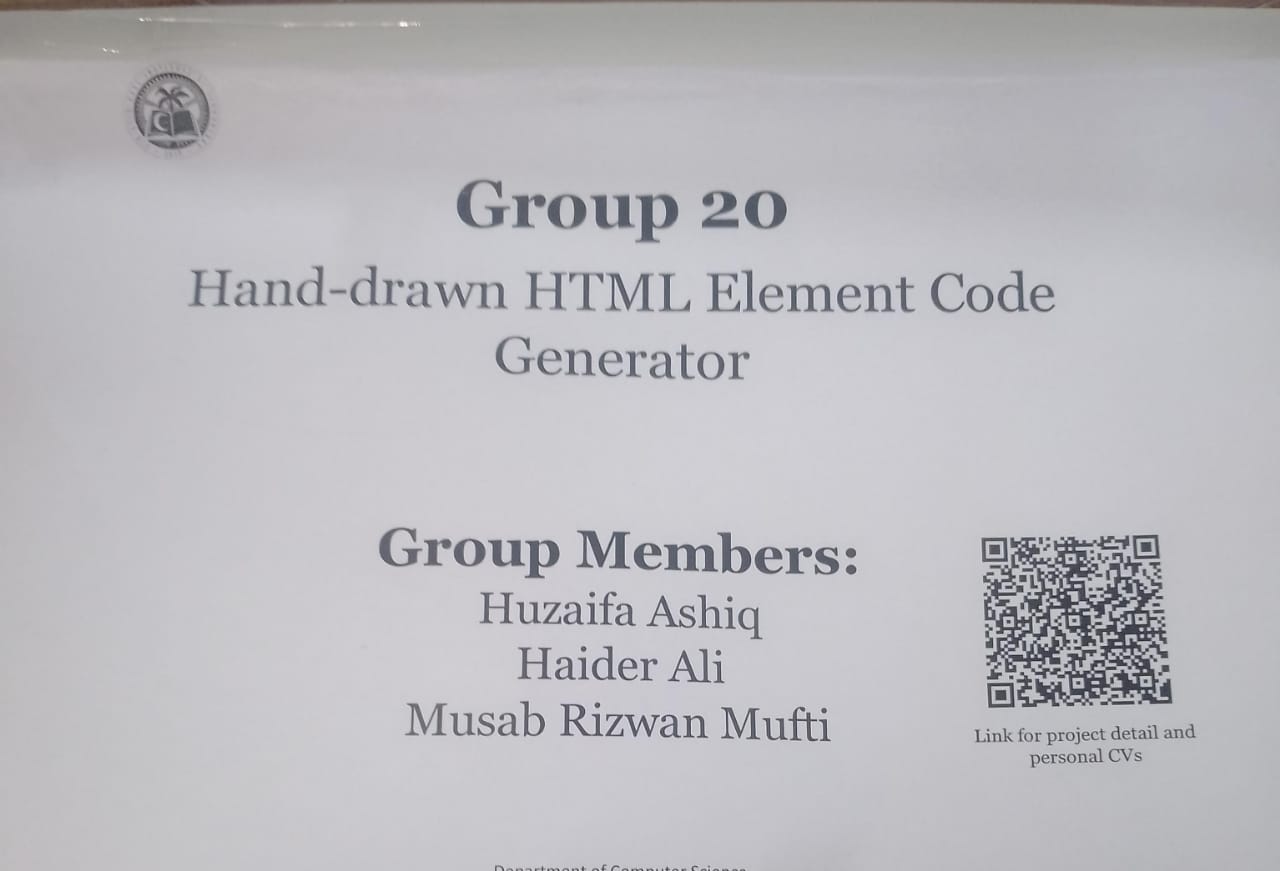 Group 20
Hand-drawn HTML Element Code
Generator
Group Members:
Huzaifa Ashiq
Haider Ali
Musab Rizwan Mufti
Link for project detail and
personal CVs
Department of Computer Science